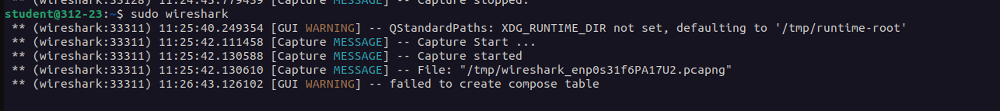 ** (wireshark:33128) 11:24:43.779439 [Capture MESSAGE] -- Capture stopped.
student@312-23:~$ sudo wireshark
** (wireshark:33311) 11:25:40.249354 [GUI WARNING] -- QStandardPaths: XDG_RUNTIME_DIR not set, defaulting to '/tmp/runtime-root'
** (wireshark:33311) 11:25:42.111458 [Capture MESSAGE] -- Capture Start ...
** (wireshark:33311) 11:25:42.130588 [Capture MESSAGE] -- Capture started
** (wireshark:33311) 11:25:42.130610 [Capture MESSAGE] -- File: "/tmp/wireshark_enp0s31f6PA17U2.pcapng"
** (wireshark:33311) 11:26:43.126102 [GUI WARNING] -- failed to create compose table